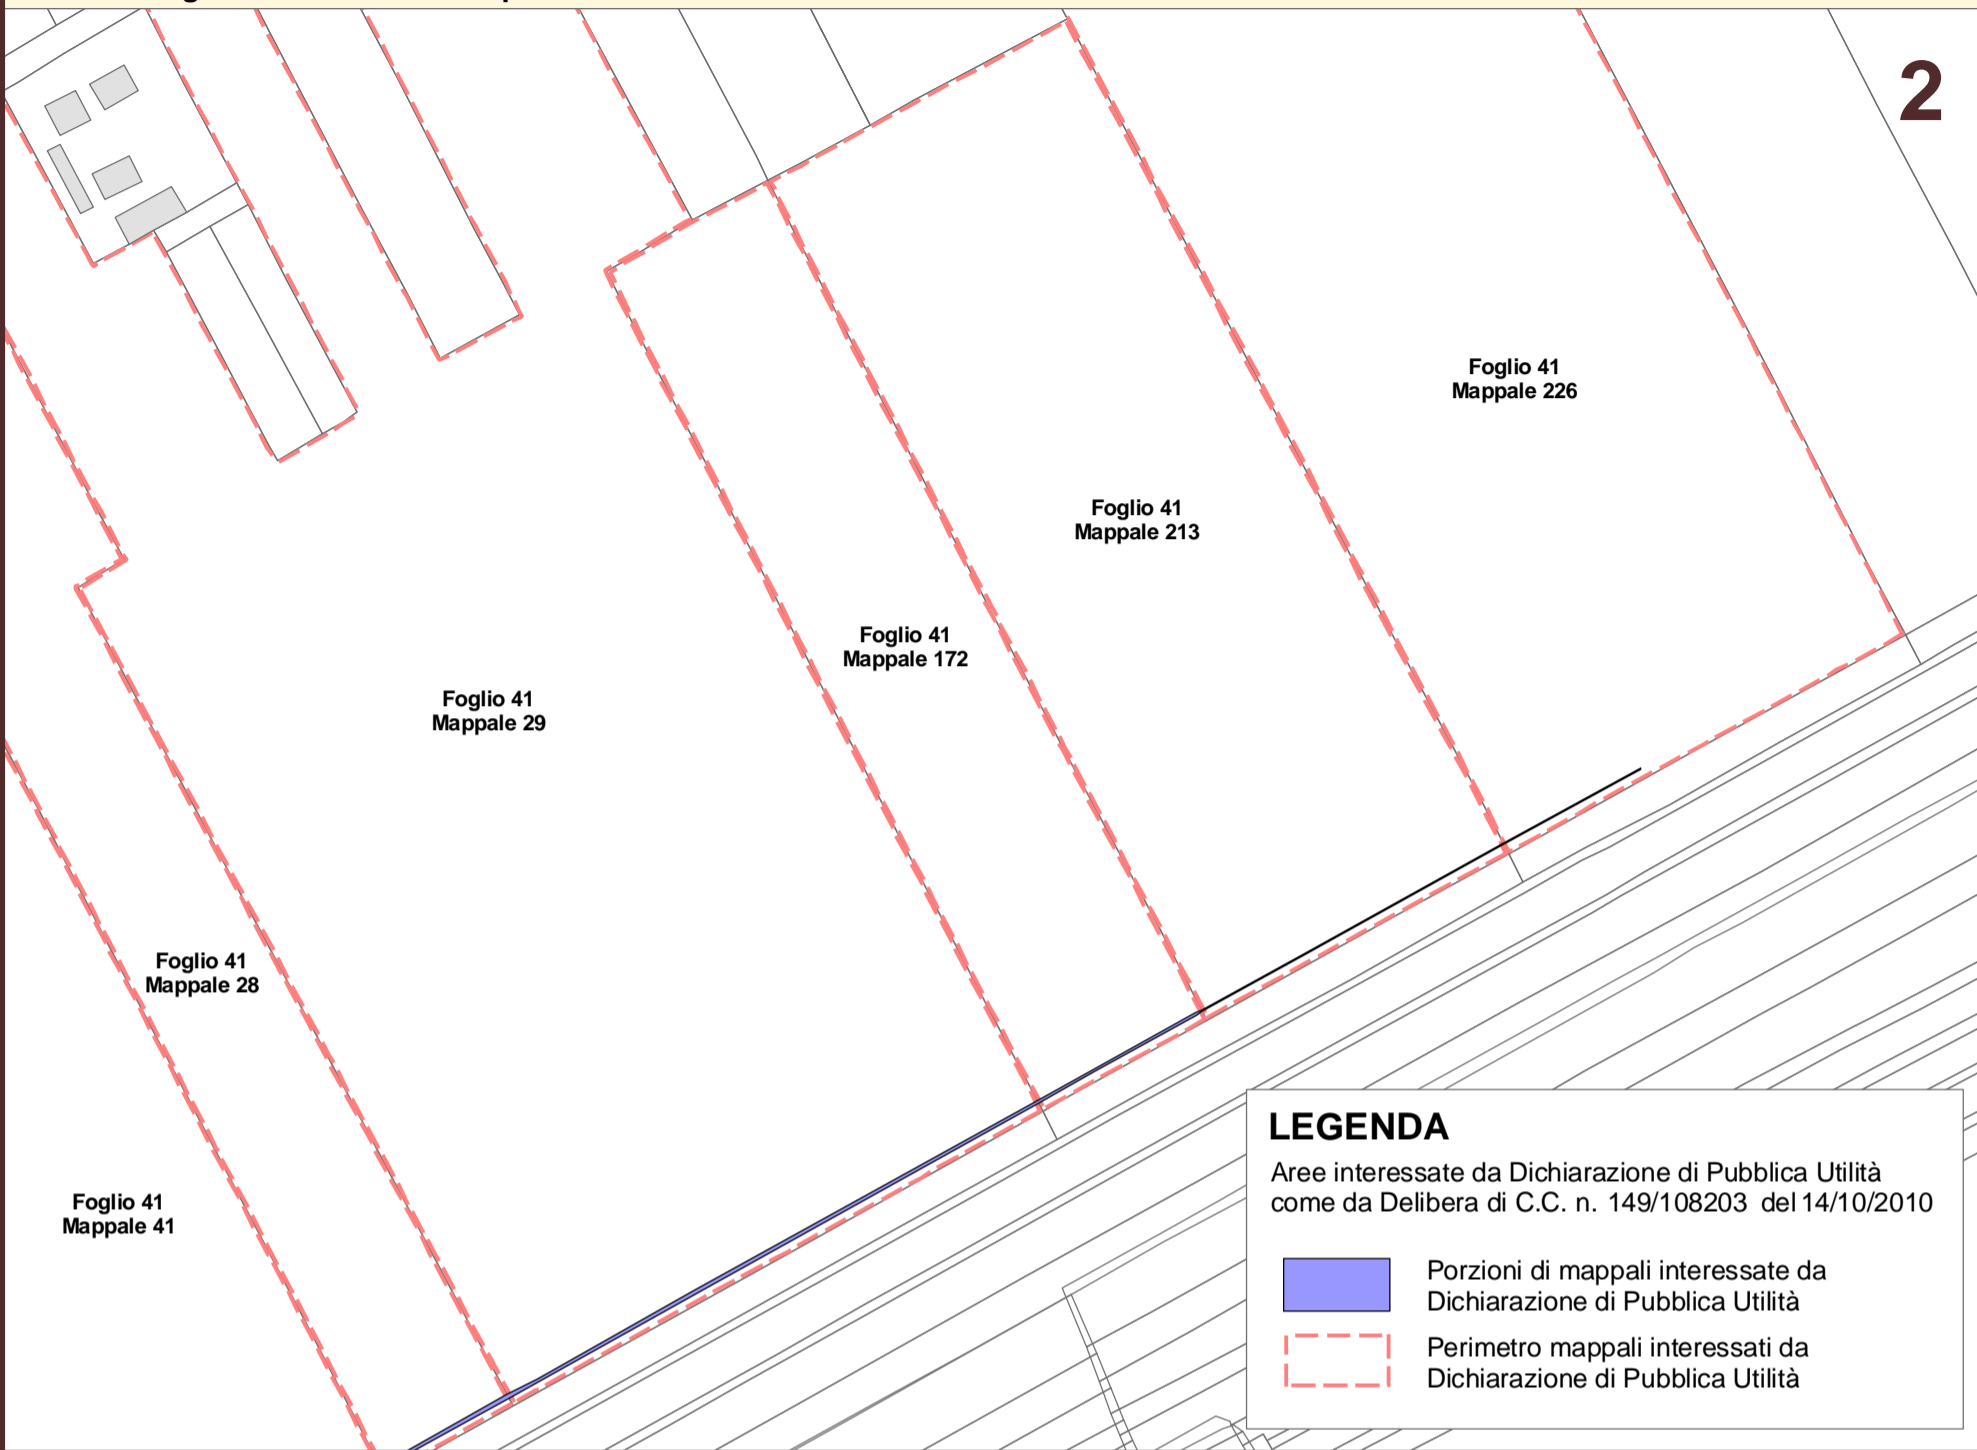 2
Foglio 41
Mappale 226
Foglio 41
Mappale 213
Foglio 41
Mappale 172
Foglio 41
Mappale 29
Foglio 41
Mappale 28
Foglio 41
Mappale 41
LEGENDA
Aree interessate da Dichiarazione di Pubblica Utilità
come da Delibera di C.C. n. 149/108203 del 14/10/2010
Porzioni di mappali interessate da
Dichiarazione di Pubblica Utilità
Perimetro mappali interessati da
Dichiarazione di Pubblica Utilità